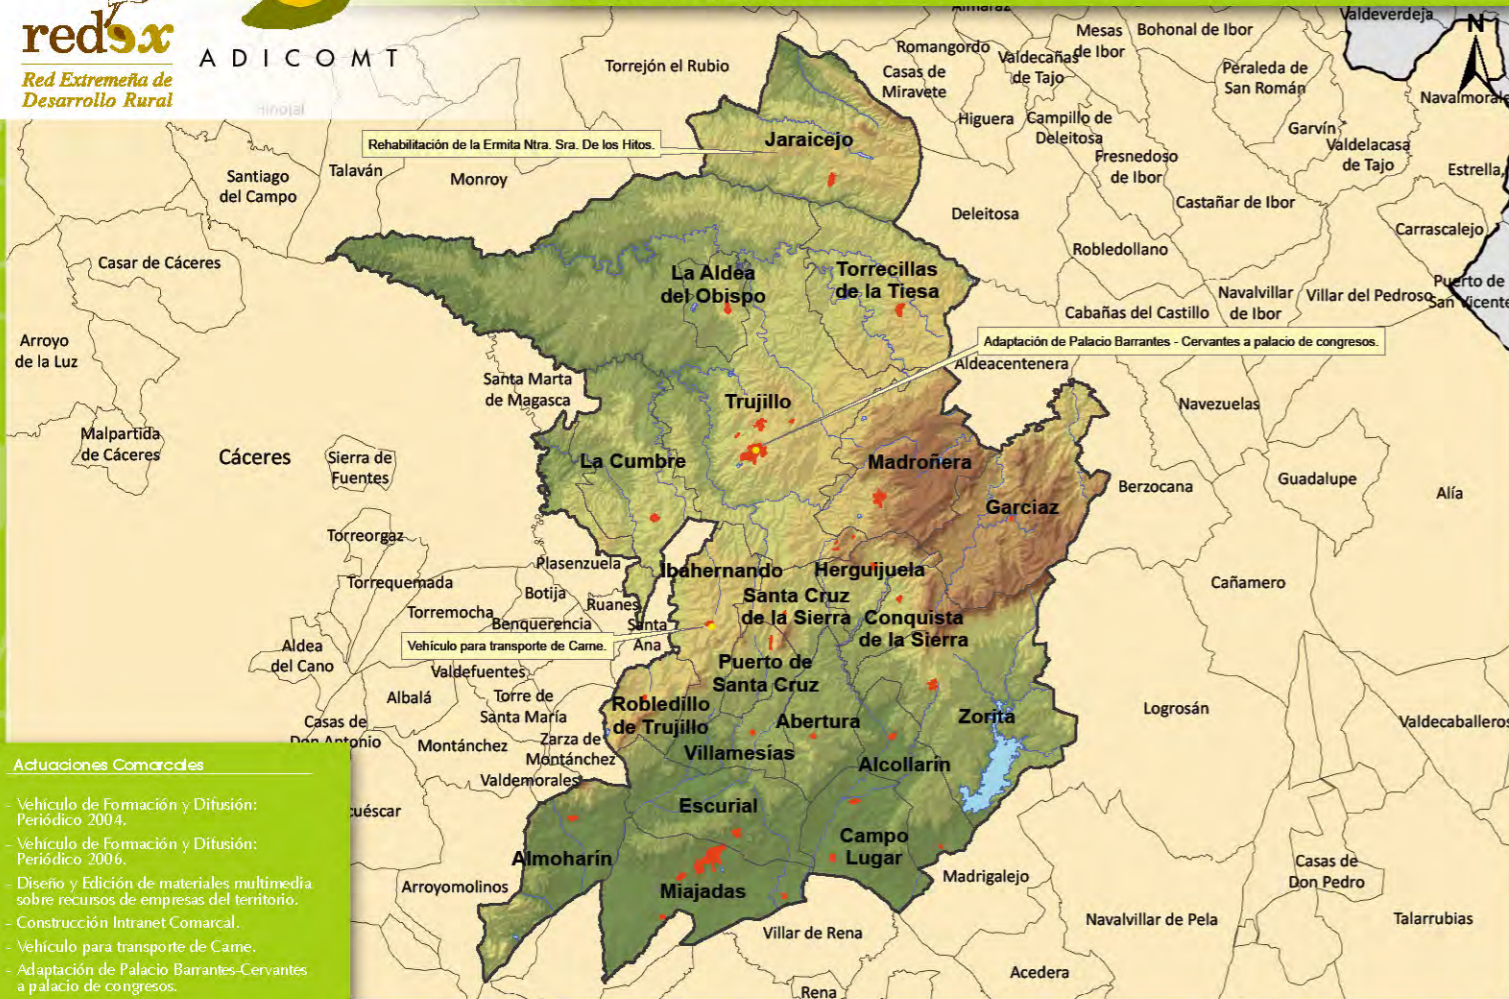 redex
Red Extremeña de
Desarrollo Rural
ADICOMT
Hinojal
Almaraz
Valdeverdeja
N
Torrejón el Rubio
Romangordo
Casas de
Miravete
Valdecañas
de Tajo
Mesas
de Ibor
Bohonal de Ibor
Peraleda de
San Román
Navalmorale
Higuera
Campillo de
Deleitosa
Garvín
Valdelacasa
de Tajo
Estrella,
Fresnedoso
de Ibor
Castañar de Ibor
Carrascalejo
Rehabilitación de la Ermita Ntra. Sra. De los Hitos.
Jaraicejo
Santiago
del Campo
Talaván
Monroy
Deleitosa
Robledollano
Casar de Cáceres
La Aldea
del Obispo
Torrecillas
de la Tiesa
Cabañas del Castillo
Navalvillar
de Ibor
Villar del Pedroso
Puerto de
San Vicente
Arroyo
de la Luz
Adaptación de Palacio Barrantes - Cervantes a palacio de congresos.
Aldeacentenera
Santa Marta
de Magasca
Trujillo
Navezuelas
Malpartida
de Cáceres
Cáceres
Sierra de
Fuentes
La Cumbre
Madroñera
Garciaz
Berzocana
Guadalupe
Alía
Torreorgaz
Plasenzuela
Ibahernando
Herguijuela
Cañamero
Torrequemada
Botija
Ruanes
Torremocha
Benquerencia
Santa
Ana
Santa Cruz
de la Sierra
Conquista
de la Sierra
Vehículo para transporte de Carne.
Aldea
del Cano
Valdefuentes
Puerto de
Santa Cruz
Albalá
Torre de
Santa María
Robledillo
de Trujillo
Abertura
Zorita
Logrosán
Valdecaballeros
Casas de
Don Antonio
Montánchez
Zarza de
Montánchez
Villamesías
Alcollarín
Valdemorales
cuéscar
Escurial
Almoharín
Campo
Lugar
Arroyomolinos
Miajadas
Madrigalejo
Casas de
Don Pedro
Villar de Rena
Navalvillar de Pela
Talarrubias
Rena
Acedera
Actuaciones Comarcales
- Vehículo de Formación y Difusión:
Periódico 2004.
- Vehículo de Formación y Difusión:
Periódico 2006.
- Diseño y Edición de materiales multimedia
sobre recursos de empresas del territorio.
- Construcción Intranet Comarcal.
- Vehículo para transporte de Carne.
- Adaptación de Palacio Barrantes-Cervantes
a palacio de congresos.